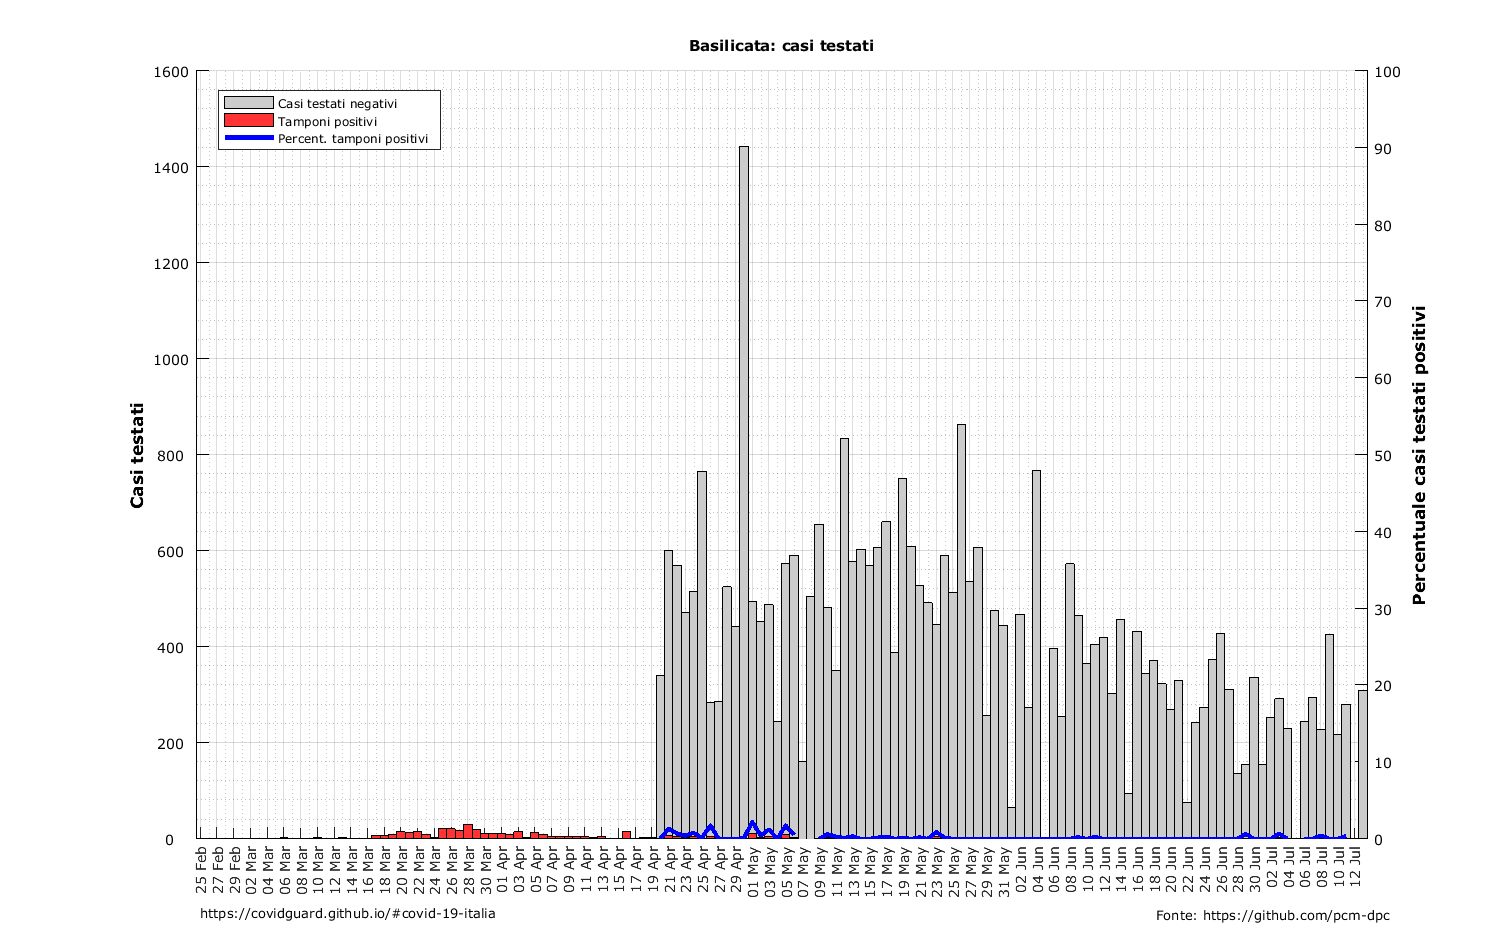 Basilicata: casi testati
Casi testati negativi
Tamponi positivi
Percent. tamponi positivi
Casi testati
1600
1400
1200
1000
800
600
400
200
0
100
90
80
70
60
50
40
30
20
10
0
Percentuale casi testati positivi
25 Feb
27 Feb
29 Feb
02 Mar
04 Mar
06 Mar
08 Mar
10 Mar
12 Mar
14 Mar
16 Mar
18 Mar
20 Mar
22 Mar
24 Mar
26 Mar
28 Mar
30 Mar
01 Apr
03 Apr
05 Apr
07 Apr
09 Apr
11 Apr
13 Apr
15 Apr
17 Apr
19 Apr
21 Apr
23 Apr
25 Apr
27 Apr
29 Apr
01 May
03 May
05 May
07 May
09 May
11 May
13 May
15 May
17 May
19 May
21 May
23 May
25 May
27 May
29 May
31 May
02 Jun
04 Jun
06 Jun
08 Jun
10 Jun
12 Jun
14 Jun
16 Jun
18 Jun
20 Jun
22 Jun
24 Jun
26 Jun
28 Jun
30 Jun
02 Jul
04 Jul
06 Jul
08 Jul
10 Jul
12 Jul
https://covidguard.github.io/#covid-19-italia
Fonte: https://github.com/pcm-dpc